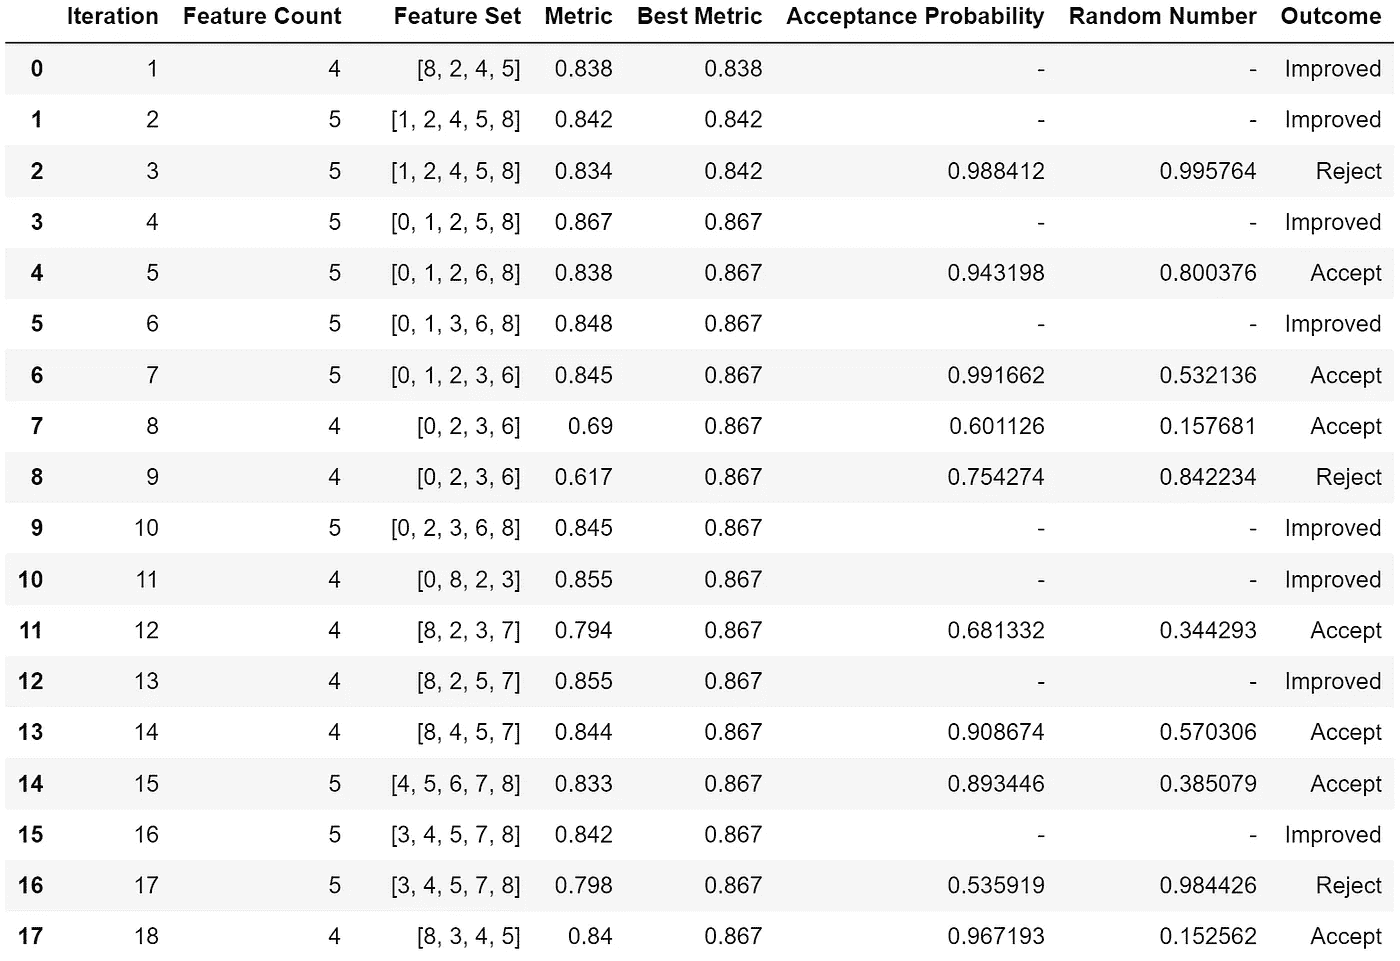 Iteration Feature Count Feature Set Metric Best Metric Acceptance Probability Random Number Outcome
0 1 4 [8, 2, 4, 5] 0.838 0.838 - - Improved
1 2 5 [1, 2, 4, 5, 8] 0.842 0.842 - - Improved
2 3 5 [1, 2, 4, 5, 8] 0.834 0.842 0.988412 0.995764 Reject
3 4 5 [0, 1, 2, 5, 8] 0.867 0.867 - - Improved
4 5 5 [0, 1, 2, 6, 8] 0.838 0.867 0.943198 0.800376 Accept
5 6 5 [0, 1, 3, 6, 8] 0.848 0.867 - - Improved
6 7 5 [0, 1, 2, 3, 6] 0.845 0.867 0.991662 0.532136 Accept
7 8 4 [0, 2, 3, 6] 0.69 0.867 0.601126 0.157681 Accept
8 9 4 [0, 2, 3, 6] 0.617 0.867 0.754274 0.842234 Reject
9 10 5 [0, 2, 3, 6, 8] 0.845 0.867 - - Improved
10 11 4 [0, 8, 2, 3] 0.855 0.867 - - Improved
11 12 4 [8, 2, 3, 7] 0.794 0.867 0.681332 0.344293 Accept
12 13 4 [8, 2, 5, 7] 0.855 0.867 - - Improved
13 14 4 [8, 4, 5, 7] 0.844 0.867 0.908674 0.570306 Accept
14 15 5 [4, 5, 6, 7, 8] 0.833 0.867 0.893446 0.385079 Accept
15 16 5 [3, 4, 5, 7, 8] 0.842 0.867 - - Improved
16 17 5 [3, 4, 5, 7, 8] 0.798 0.867 0.535919 0.984426 Reject
17 18 4 [8, 3, 4, 5] 0.84 0.867 0.967193 0.152562 Accept